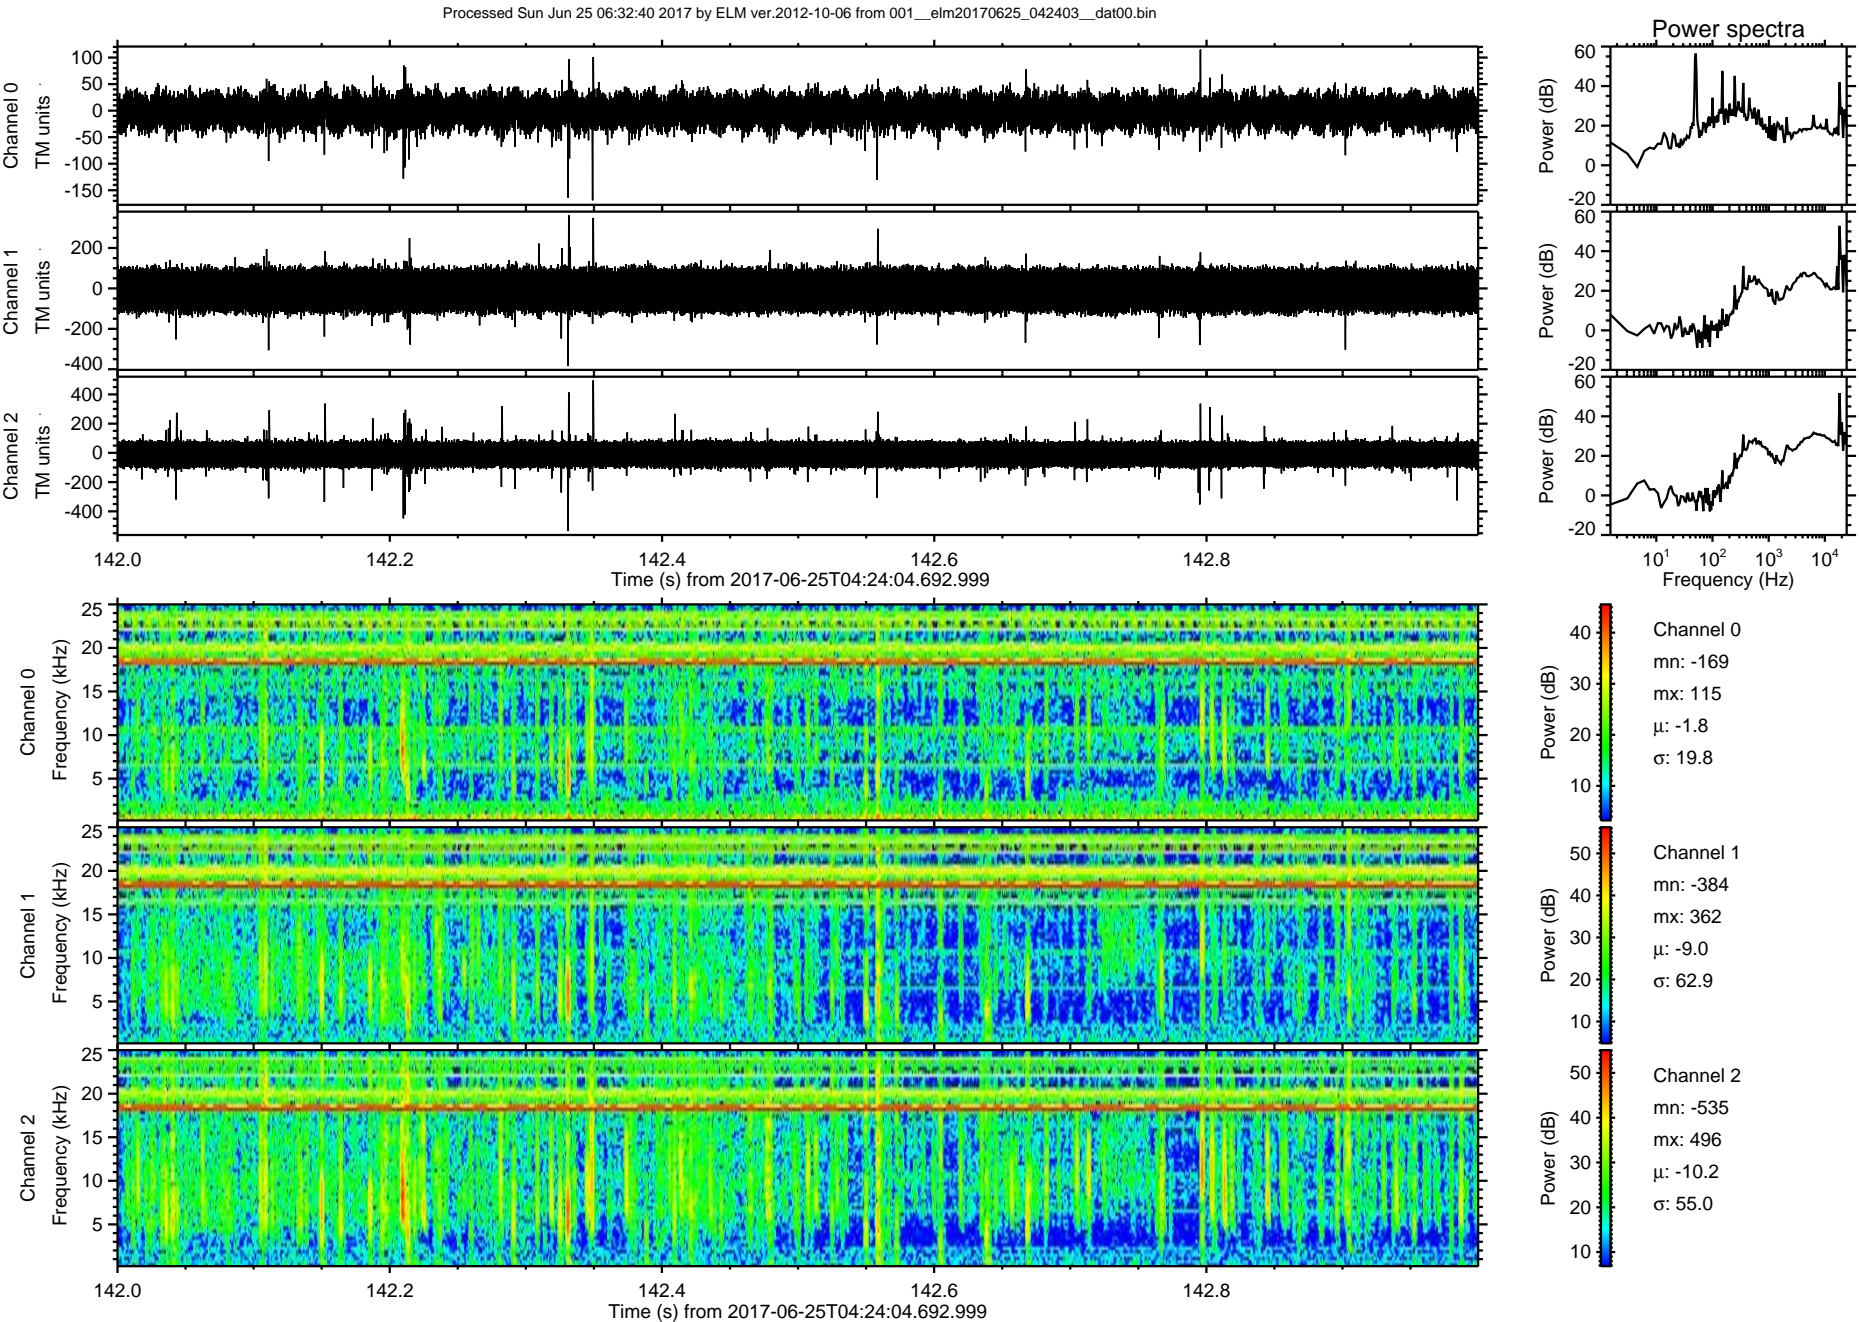 Processed Sun Jun 25 06:32:40 2017 by ELM ver.2012-10-06 from 001__elm20170625_042403__dat00.bin
Power spectra
Channel 0
TM units
100
50
0
-50
-100
-150
Power (dB)
60
40
20
0
-20
Channel 1
TM units
200
0
-200
-400
Power (dB)
60
40
20
0
-20
Channel 2
TM units
400
200
0
-200
-400
Power (dB)
60
40
20
0
-20
142.0 142.2 142.4 142.6 142.8
Time (s) from 2017-06-25T04:24:04.692.999
10^1 10^2 10^3 10^4
Frequency (Hz)
Channel 0
Frequency (kHz)
25
20
15
10
5
Power (dB)
40
30
20
10
Channel 0
mn: -169
mx: 115
μ: -1.8
σ: 19.8
Channel 1
Frequency (kHz)
25
20
15
10
5
Power (dB)
50
40
30
20
10
Channel 1
mn: -384
mx: 362
μ: -9.0
σ: 62.9
Channel 2
Frequency (kHz)
25
20
15
10
5
Power (dB)
50
40
30
20
10
Channel 2
mn: -535
mx: 496
μ: -10.2
σ: 55.0
142.0 142.2 142.4 142.6 142.8
Time (s) from 2017-06-25T04:24:04.692.999